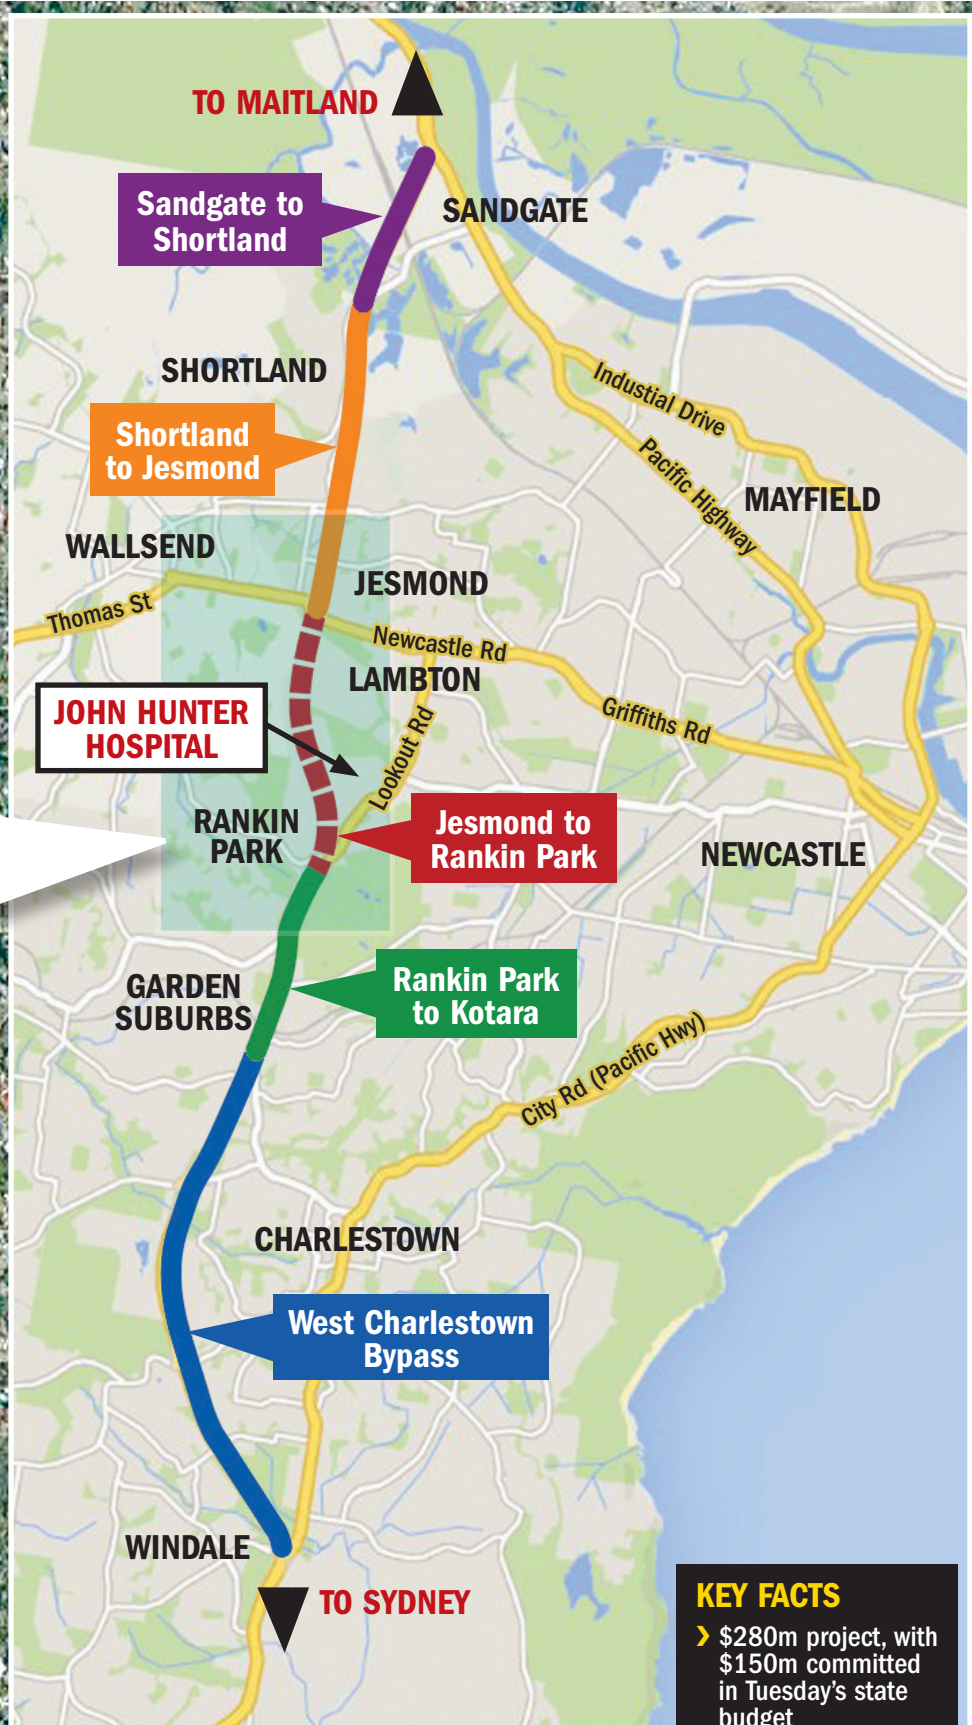 TO MAITLAND
Sandgate to
Shortland
SANDGATE
SHORTLAND
Industial Drive
Shortland
to Jesmond
Pacific Highway
MAYFIELD
WALLSEND
JESMOND
Thomas St
Newcastle Rd
LAMBTON
JOHN HUNTER
HOSPITAL
Griffiths Rd
Lookout Rd
RANKIN
PARK
Jesmond to
Rankin Park
NEWCASTLE
GARDEN
SUBURBS
Rankin Park
to Kotara
City Rd (Pacific Hwy)
CHARLESTOWN
West Charlestown
Bypass
WINDALE
TO SYDNEY
KEY FACTS
› $280m project, with
$150m committed
in Tuesday’s state
budget